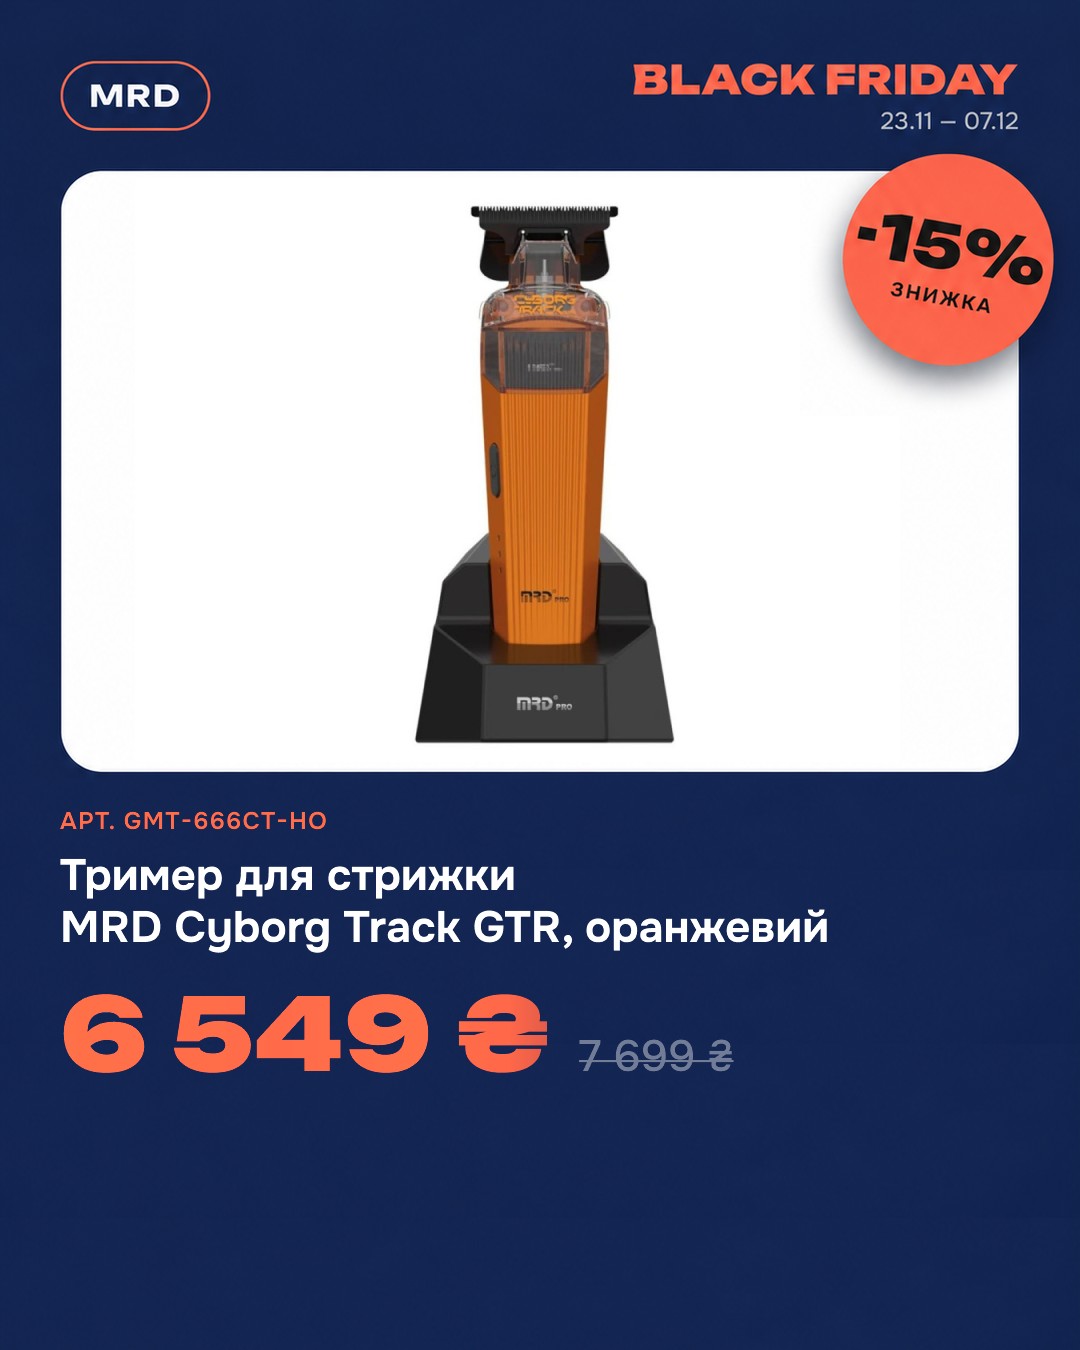 MRD
BLACK FRIDAY
23.11 – 07.12
-15%
ЗНИЖКА
CYBORG
TRACK
MRD PRO
MRD PRO
АРТ. GMT-666CT-HO
Тример для стрижки
MRD Cyborg Track GTR, оранжевий
6 549 ₴ 7 699 ₴